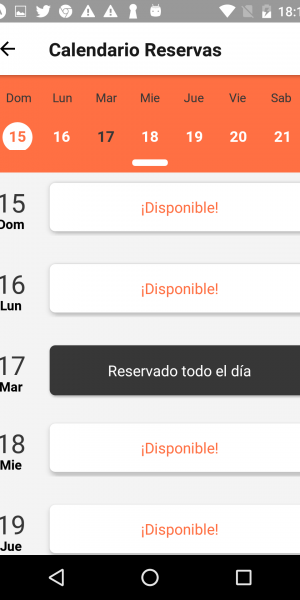 18:1
Calendario Reservas
Dom Lun Mar Mie Jue Vie Sab
15 16 17 18 19 20 21
15
Dom
¡Disponible!
16
Lun
¡Disponible!
17
Mar
Reservado todo el día
18
Mie
¡Disponible!
19
Jue
¡Disponible!